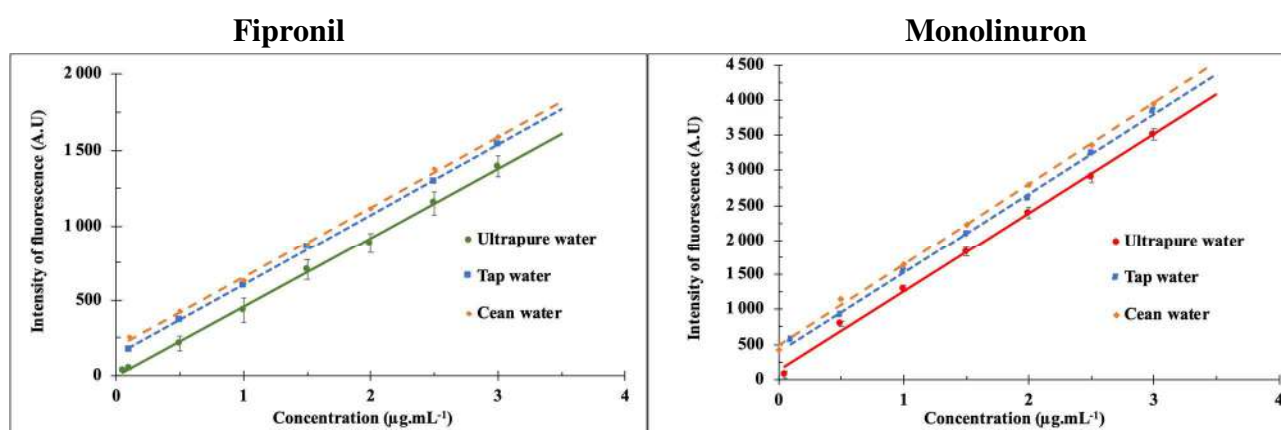 Fipronil
Intensity of fluorescence (A.U)
2 000
1 500
1 000
500
0
0
1
2
3
4
Concentration (µg.mL⁻¹)
Ultrapure water
Tap water
Cean water
Monolinuron
Intensity of fluorescence (A.U)
4 500
4 000
3 500
3 000
2 500
2 000
1 500
1 000
500
0
0
1
2
3
4
Concentration (µg.mL⁻¹)
Ultrapure water
Tap water
Cean water